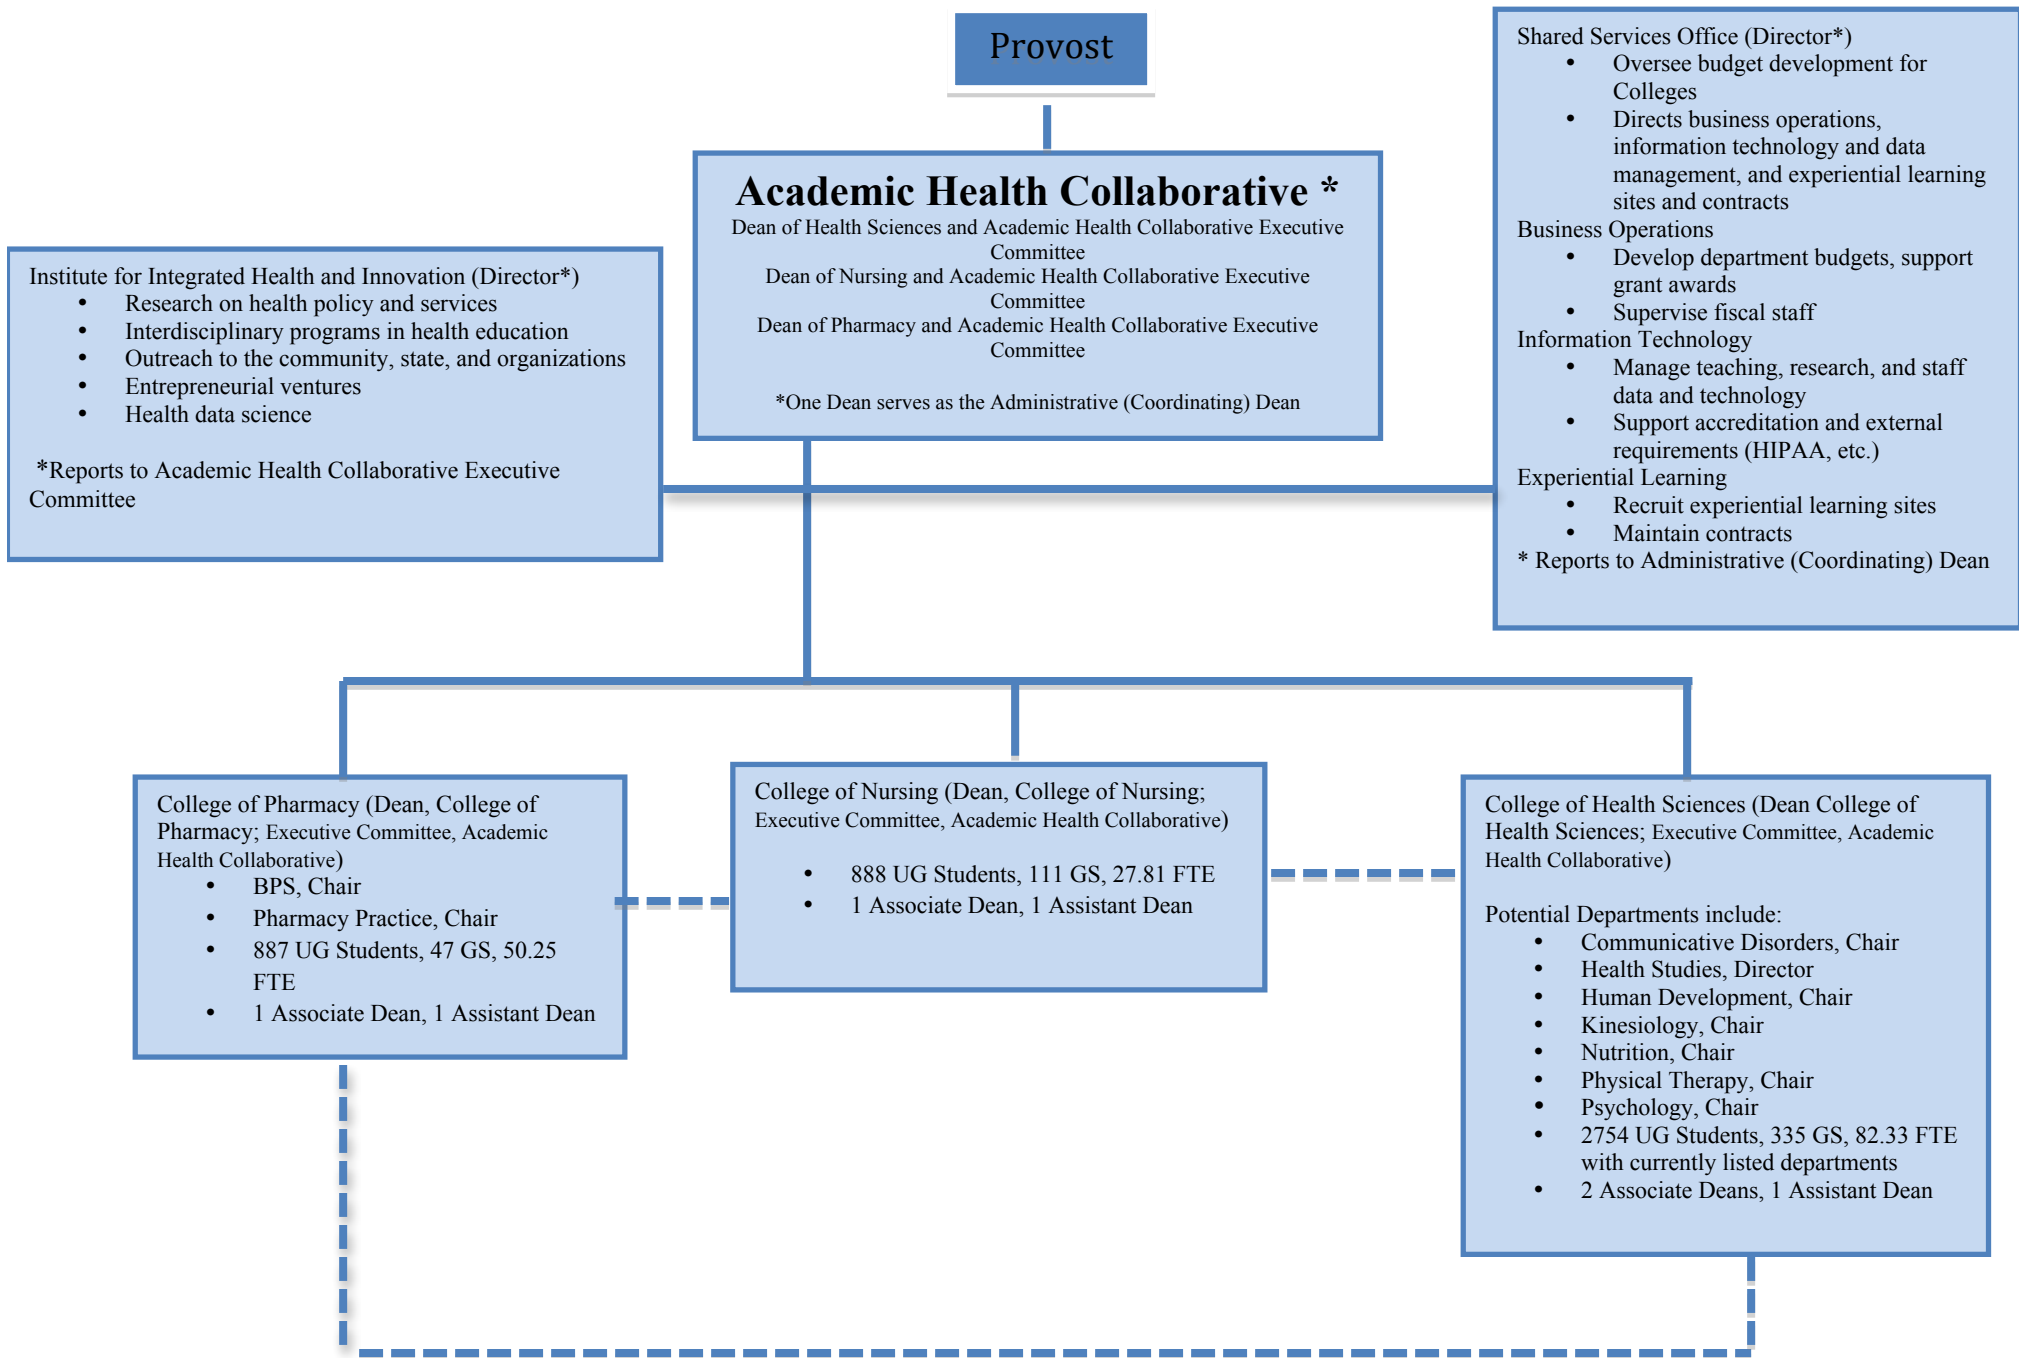 Provost
Academic Health Collaborative *
Dean of Health Sciences and Academic Health Collaborative Executive
Committee
Dean of Nursing and Academic Health Collaborative Executive
Committee
Dean of Pharmacy and Academic Health Collaborative Executive
Committee
*One Dean serves as the Administrative (Coordinating) Dean
Institute for Integrated Health and Innovation (Director*)
• Research on health policy and services
• Interdisciplinary programs in health education
• Outreach to the community, state, and organizations
• Entrepreneurial ventures
• Health data science
*Reports to Academic Health Collaborative Executive
Committee
Shared Services Office (Director*)
• Oversee budget development for
Colleges
• Directs business operations,
information technology and data
management, and experiential learning
sites and contracts
Business Operations
• Develop department budgets, support
grant awards
• Supervise fiscal staff
Information Technology
• Manage teaching, research, and staff
data and technology
• Support accreditation and external
requirements (HIPAA, etc.)
Experiential Learning
• Recruit experiential learning sites
• Maintain contracts
* Reports to Administrative (Coordinating) Dean
College of Pharmacy (Dean, College of
Pharmacy; Executive Committee, Academic
Health Collaborative)
• BPS, Chair
• Pharmacy Practice, Chair
• 887 UG Students, 47 GS, 50.25
FTE
• 1 Associate Dean, 1 Assistant Dean
College of Nursing (Dean, College of Nursing;
Executive Committee, Academic Health Collaborative)
• 888 UG Students, 111 GS, 27.81 FTE
• 1 Associate Dean, 1 Assistant Dean
College of Health Sciences (Dean College of
Health Sciences; Executive Committee, Academic
Health Collaborative)
Potential Departments include:
• Communicative Disorders, Chair
• Health Studies, Director
• Human Development, Chair
• Kinesiology, Chair
• Nutrition, Chair
• Physical Therapy, Chair
• Psychology, Chair
• 2754 UG Students, 335 GS, 82.33 FTE
with currently listed departments
• 2 Associate Deans, 1 Assistant Dean